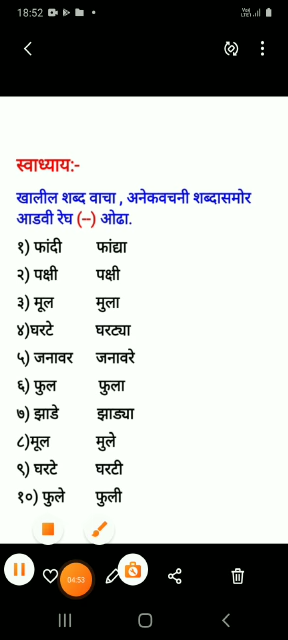 18:52
स्वाध्याय:-
खालील शब्द वाचा , अनेकवचनी शब्दासमोर
आडवी रेघ (--) ओढा.
१) फांदी फांद्या
२) पक्षी पक्षी
३) मूल मुला
४)घरटे घरट्या
५) जनावर जनावरे
६) फुल फुला
७) झाडे झाड्या
८)मूल मुले
९) घरटे घरटी
१०) फुले फुली
04:53